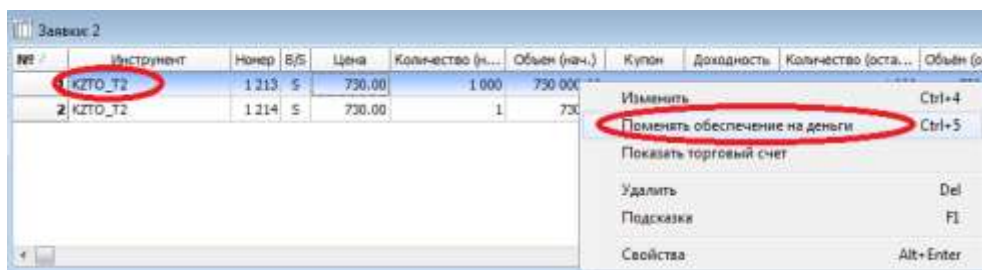 Заявки: 2
№ Инструмент Номер B/S Цена Количество (н... Объем (нач.) Купон Доходность Количество (оста... Объём (о
KZTO_T2 1 213 S 730.00 1 000 730 000
2 KZTO_T2 1 214 S 730.00 1 730
Изменить Ctrl+4
Поменять обеспечение на деньги Ctrl+5
Показать торговый счет
Удалить Del
Подсказка F1
Свойства Alt+Enter